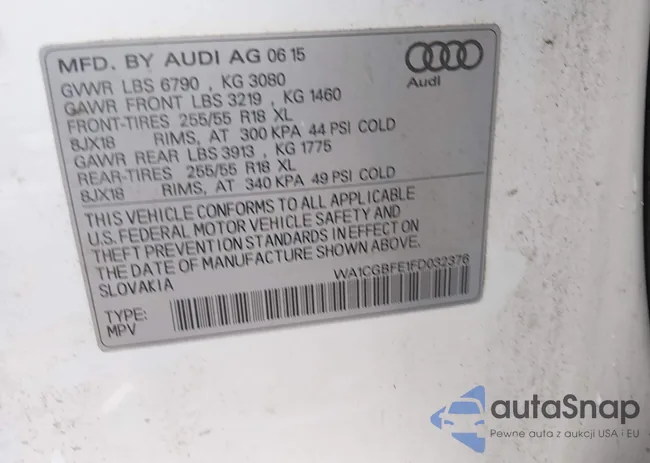 MFD. BY AUDI AG 06 15
Audi
GVWR LBS 6790 , KG 3080
GAWR FRONT LBS 3219 , KG 1460
FRONT-TIRES 255/55 R18 XL
8JX18 RIMS, AT 300 KPA 44 PSI COLD
GAWR REAR LBS 3913 , KG 1775
REAR-TIRES 255/55 R18 XL
8JX18 RIMS, AT 340 KPA 49 PSI COLD
THIS VEHICLE CONFORMS TO ALL APPLICABLE
U.S. FEDERAL MOTOR VEHICLE SAFETY AND
THEFT PREVENTION STANDARDS IN EFFECT ON
THE DATE OF MANUFACTURE SHOWN ABOVE.
SLOVAKIA
WA1CGBFE1FD032376
TYPE:
MPV
autaSnap
Pewne auta z aukcji USA i EU